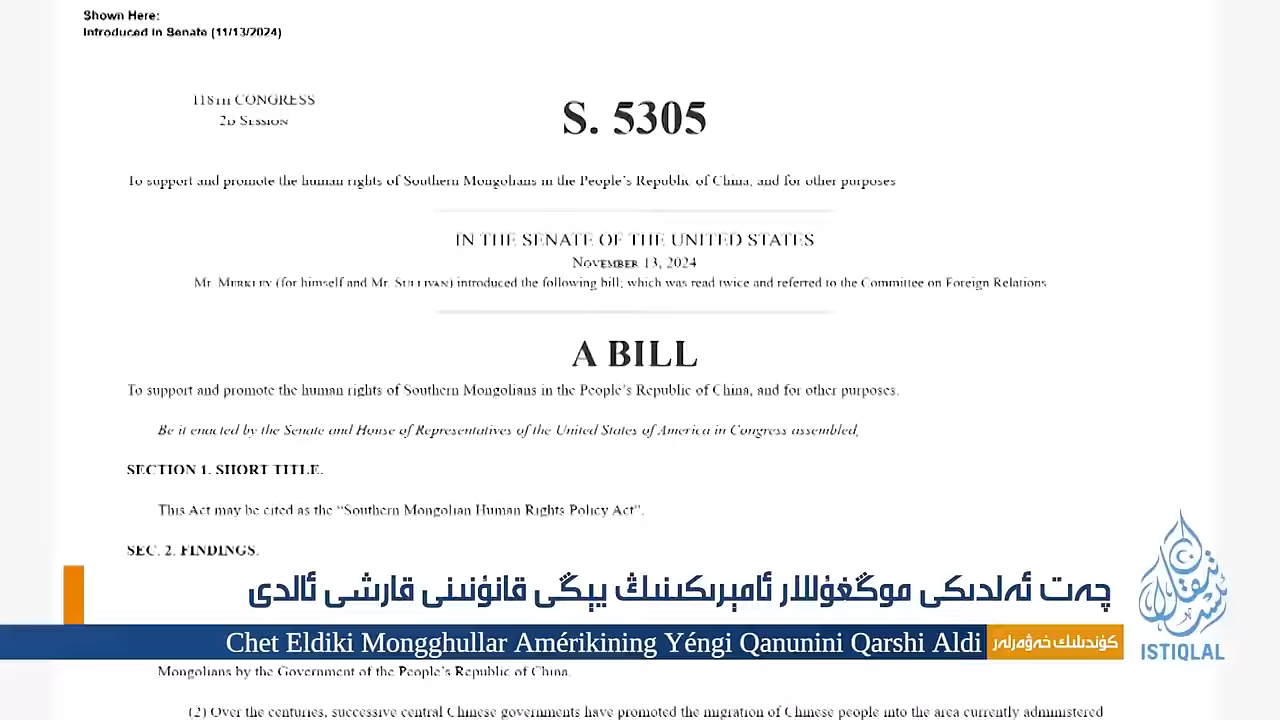 Shown Here:
Introduced in Senate (11/13/2024)
118TH CONGRESS
2D SESSION
S. 5305
To support and promote the human rights of Southern Mongolians in the People's Republic of China, and for other purposes
IN THE SENATE OF THE UNITED STATES
NOVEMBER 13, 2024
Mr. MERKLEY (for himself and Mr. SULLIVAN) introduced the following bill; which was read twice and referred to the Committee on Foreign Relations
A BILL
To support and promote the human rights of Southern Mongolians in the People's Republic of China, and for other purposes.
Be it enacted by the Senate and House of Representatives of the United States of America in Congress assembled,
SECTION 1. SHORT TITLE.
This Act may be cited as the “Southern Mongolian Human Rights Policy Act”.
SEC. 2. FINDINGS.
چەت ئەلدىكى موڭغۇللار ئامېرىكىنىڭ يېڭى قانۇنىنى قارشى ئالدى
Chet Eldiki Mongghullar Amérikining Yéngi Qanunini Qarshi Aldi
كۈندىلىك خەۋەرلەر
ISTIQLAL
Mongolians by the Government of the People's Republic of China.
(2) Over the centuries, successive central Chinese governments have promoted the migration of Chinese people into the area currently administered